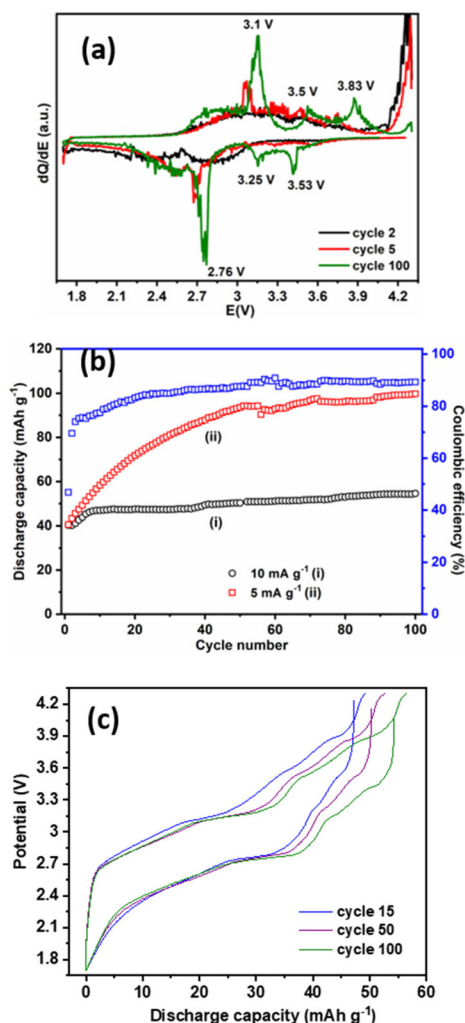 (a)
3.1 V
3.5 V
3.83 V
3.25 V
3.53 V
2.76 V
cycle 2
cycle 5
cycle 100
dQ/dE (a.u.)
1.7 2.2 2.7 3.1 3.6 3.9 4.2
E(V)
(b)
120
100
80
60
40
20
0
100
80
60
40
20
0
Discharge capacity (mAh g⁻¹)
Coulombic efficiency (%)
(ii)
(i)
10 mA g⁻¹ (i)
5 mA g⁻¹ (ii)
0 20 40 60 80 100
Cycle number
(c)
4.2
3.9
3.6
3.3
3
2.7
2.4
2.1
1.8
Potential (V)
cycle 15
cycle 50
cycle 100
0 10 20 30 40 50 60
Discharge capacity (mAh g⁻¹)